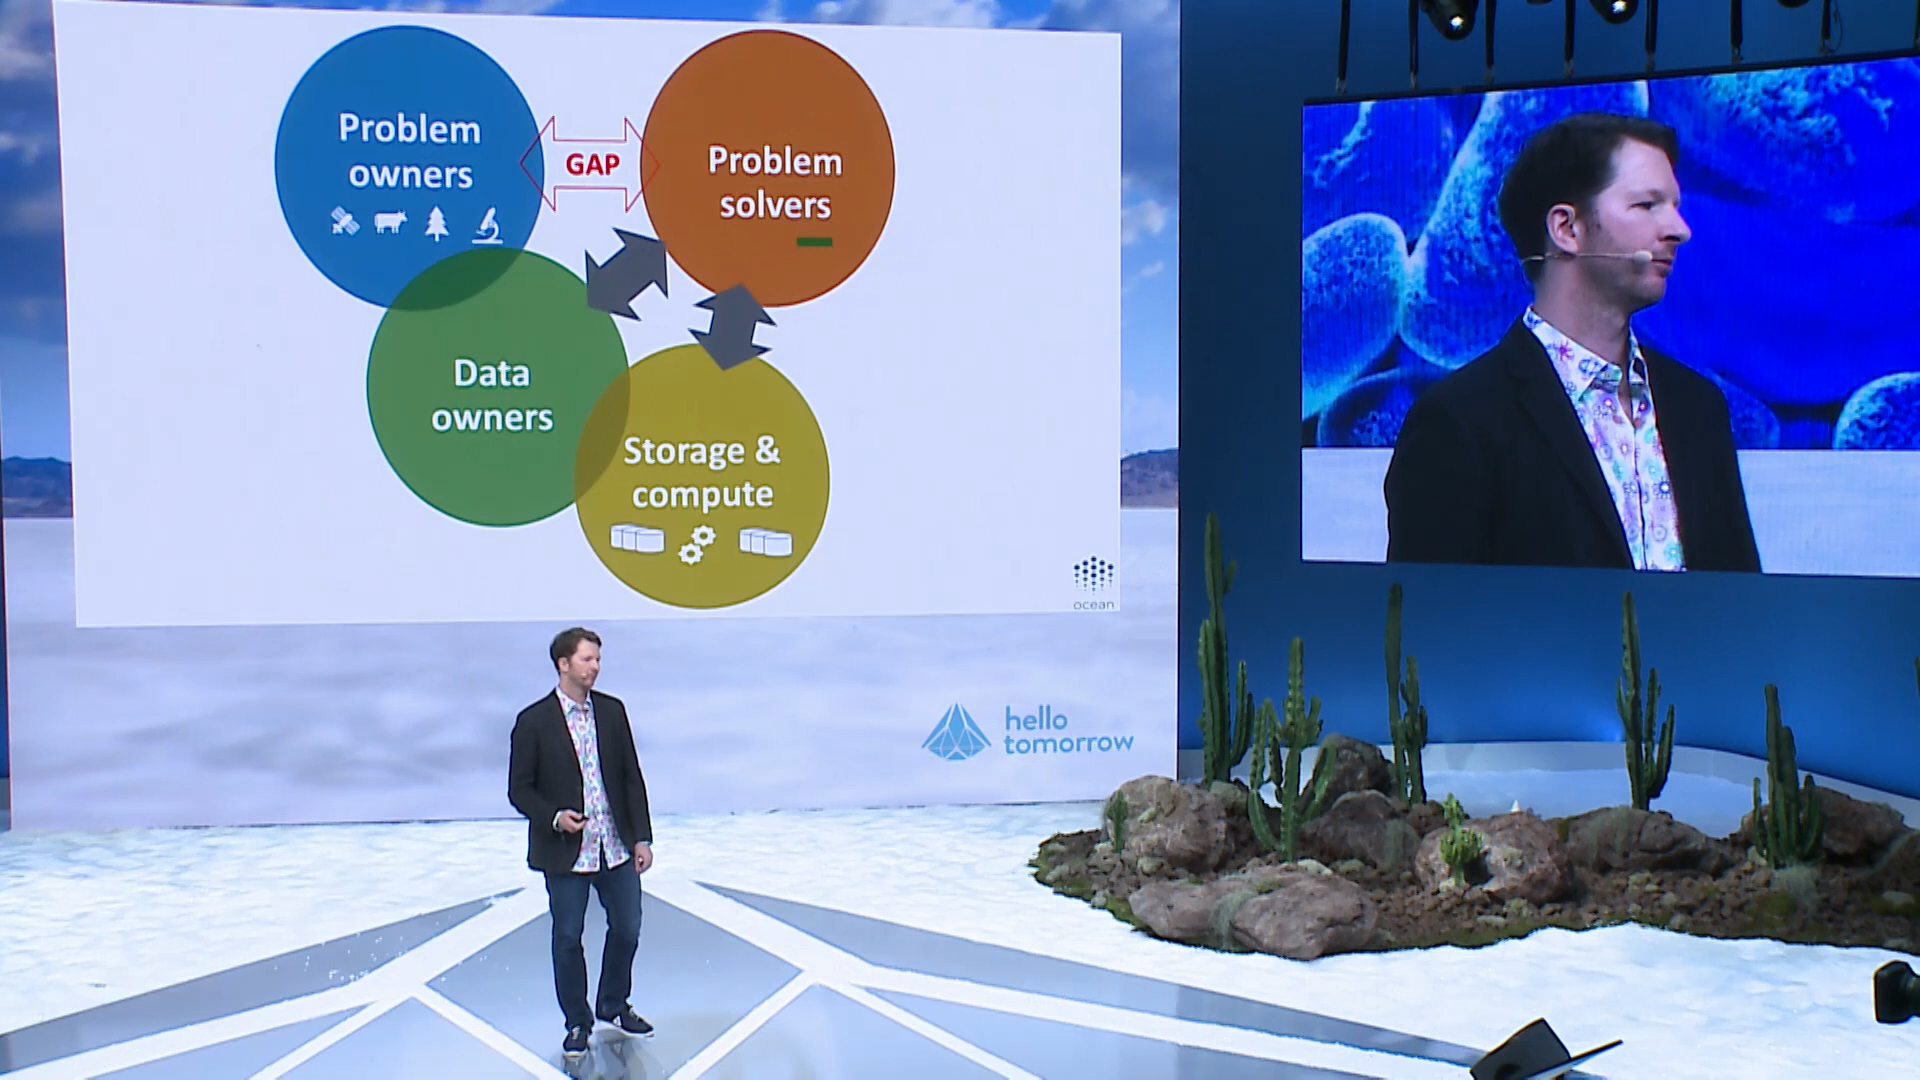 Problem
owners
GAP
Problem
solvers
Data
owners
Storage &
compute
ocean
hello
tomorrow